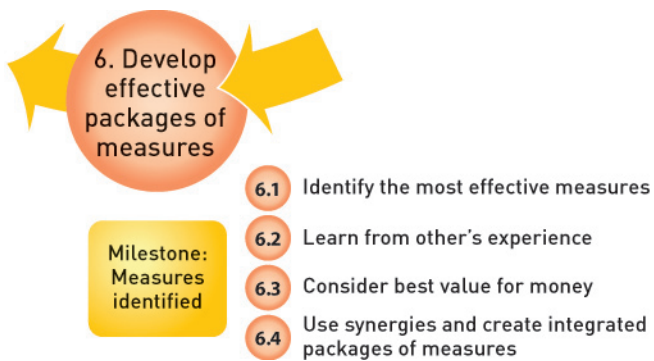 6. Develop
effective
packages of
measures
6.1 Identify the most effective measures
6.2 Learn from other's experience
Milestone:
Measures
identified
6.3 Consider best value for money
6.4 Use synergies and create integrated
packages of measures